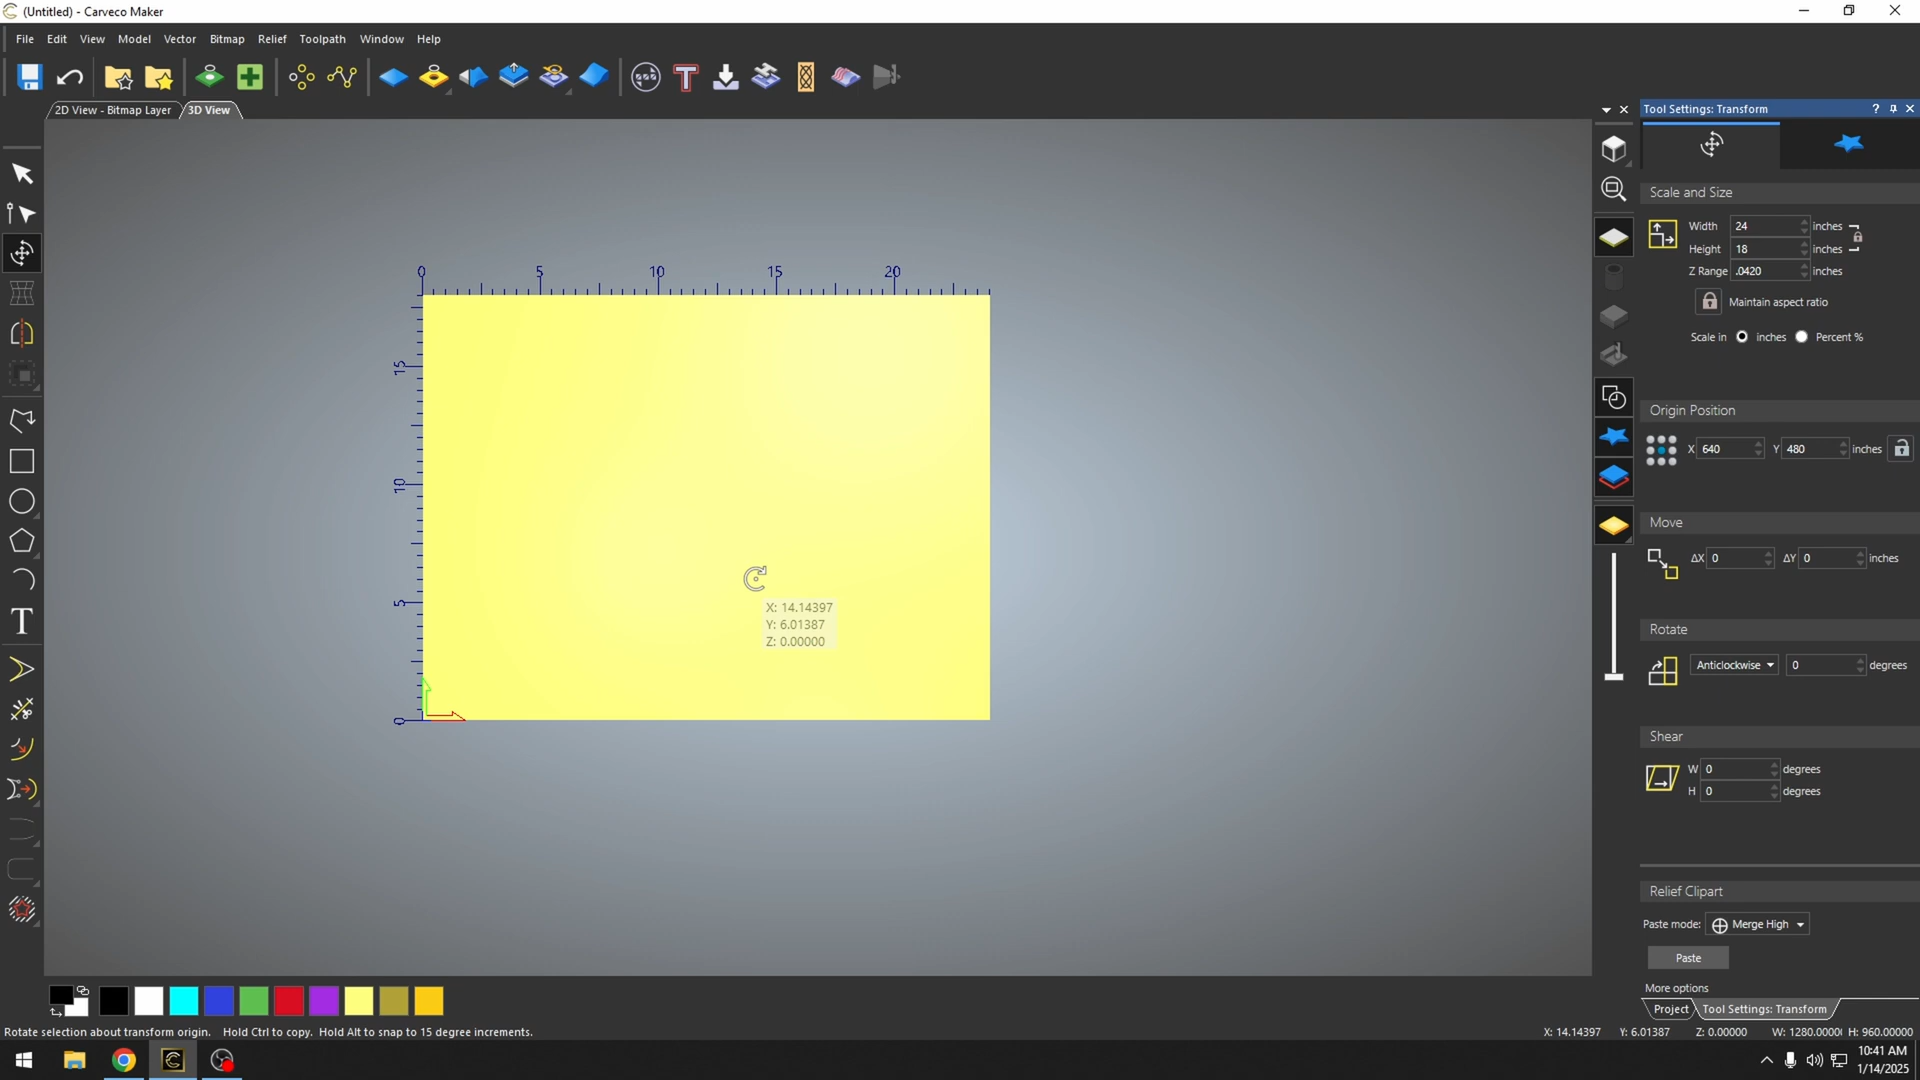 (Untitled) - Carveco Maker
File Edit View Model Vector Bitmap Relief Toolpath Window Help
2D View - Bitmap Layer 3D View
Tool Settings: Transform
Scale and Size
Width 24 inches
Height 18 inches
Z Range .0420 inches
Maintain aspect ratio
Scale in inches Percent %
Origin Position
X 640 Y 480 inches
Move
ΔX 0 ΔY 0 inches
Rotate
Anticlockwise 0 degrees
Shear
W 0 degrees
H 0 degrees
Relief Clipart
Paste mode: Merge High
Paste
More options
Project Tool Settings: Transform
0 5 10 15 20
15
10
5
0
X: 14.14397
Y: 6.01387
Z: 0.00000
Rotate selection about transform origin. Hold Ctrl to copy. Hold Alt to snap to 15 degree increments.
X: 14.14397 Y: 6.01387 Z: 0.00000 W: 1280.0000 H: 960.00000
10:41 AM
1/14/2025